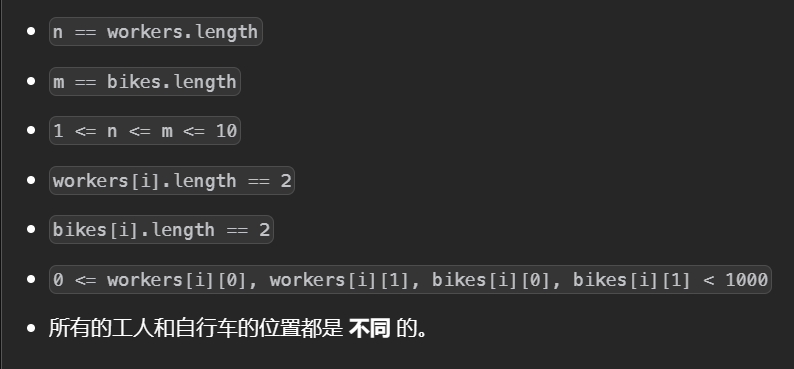 n == workers.length
m == bikes.length
1 <= n <= m <= 10
workers[i].length == 2
bikes[i].length == 2
0 <= workers[i][0], workers[i][1], bikes[i][0], bikes[i][1] < 1000
所有的工人和自行车的位置都是 不同 的。